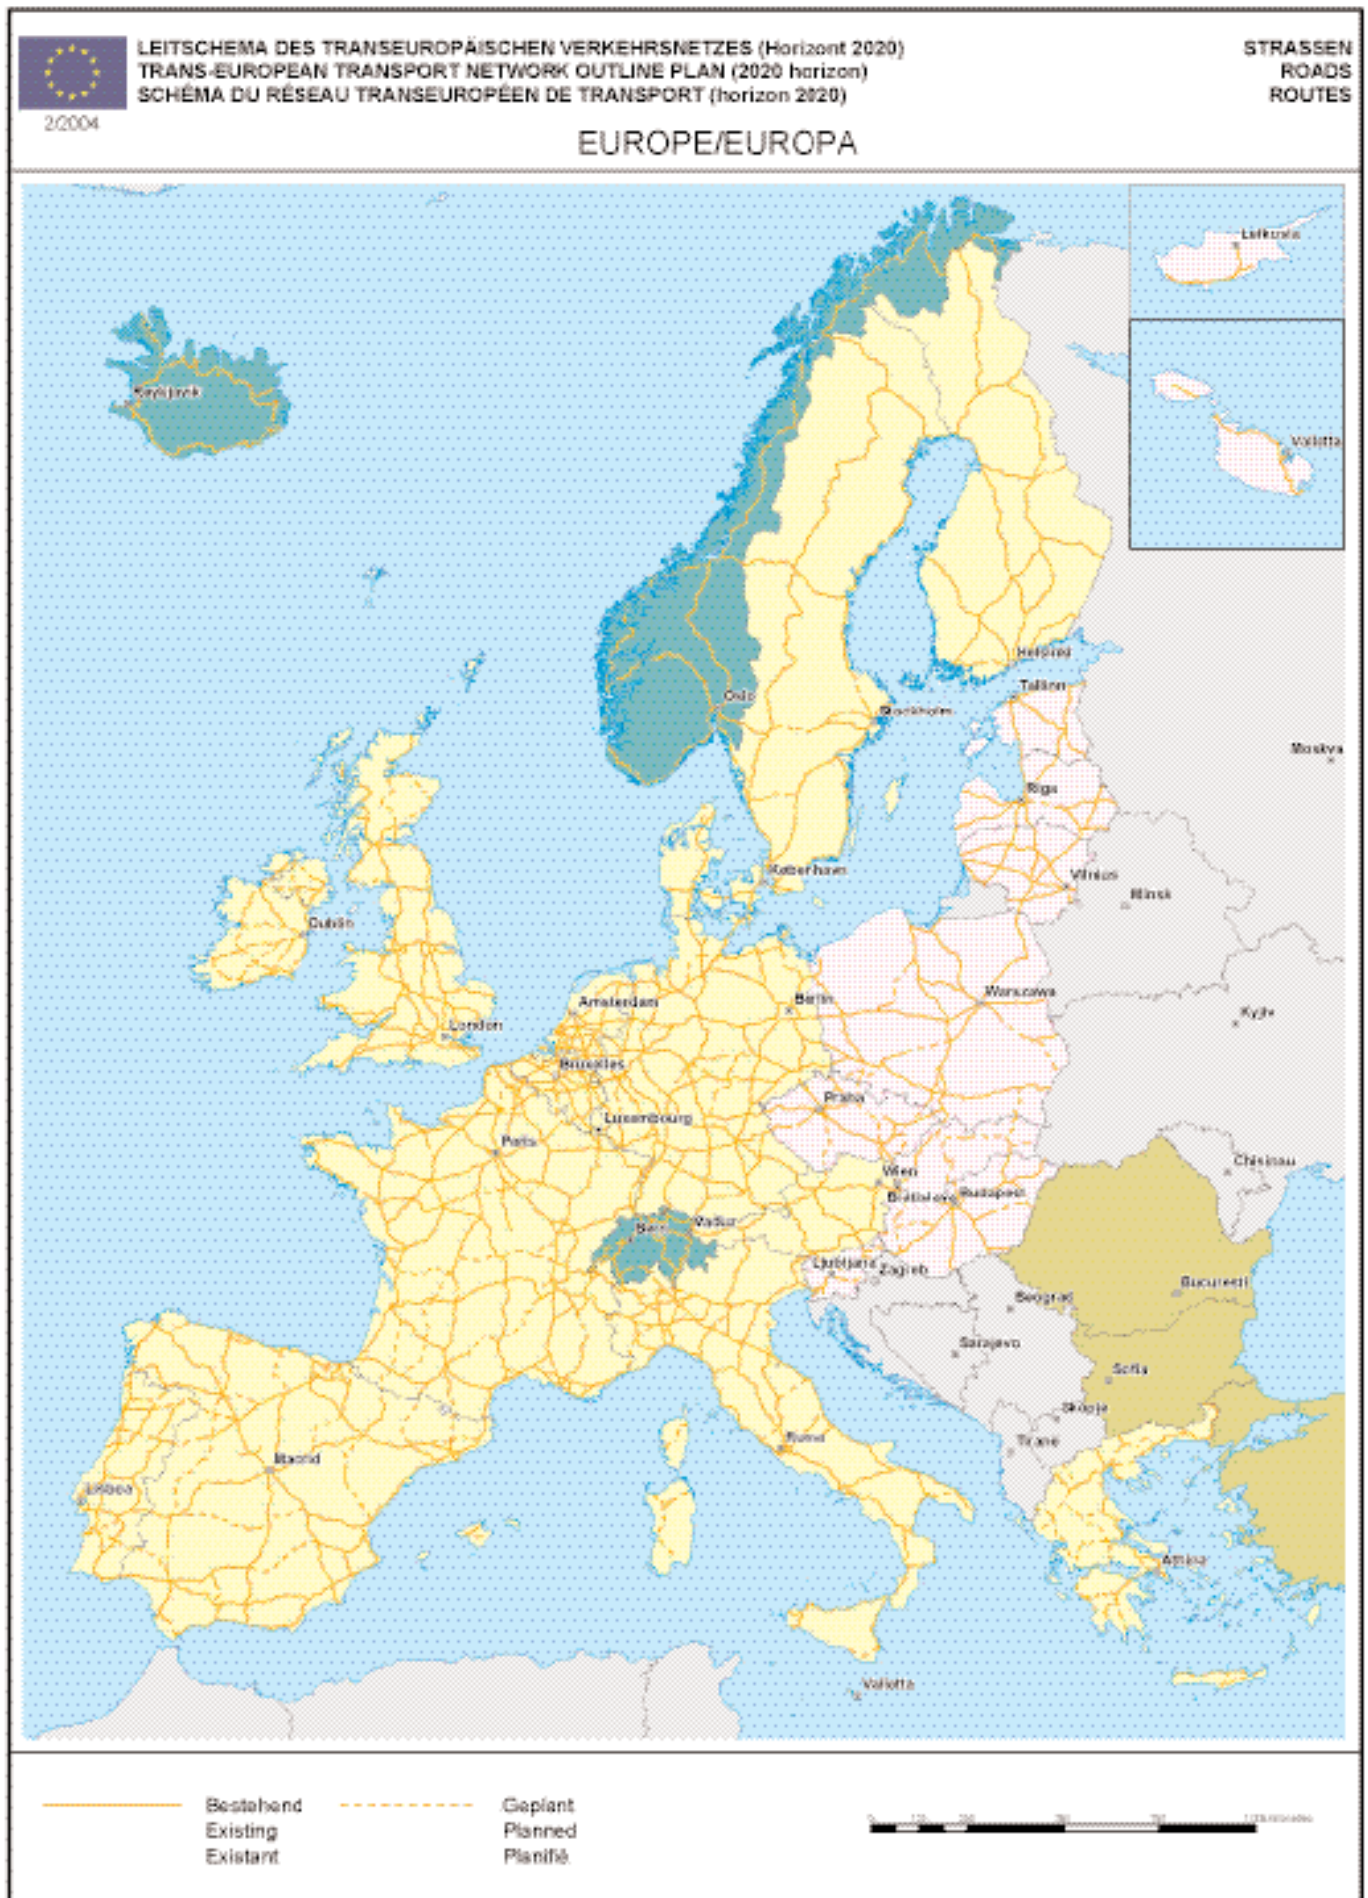 LEITSCHEMA DES TRANSEUROPÄISCHEN VERKEHRSNETZES (Horizont 2020)
TRANS-EUROPEAN TRANSPORT NETWORK OUTLINE PLAN (2020 horizon)
SCHÉMA DU RÉSEAU TRANSEUROPÉEN DE TRANSPORT (horizon 2020)
STRASSEN
ROADS
ROUTES
2/2004
EUROPE/EUROPA
Lefkosia
Reykjavik
Valletta
Helsinki
Tallinn
Oslo
Stockholm
Moskva
Riga
København
Vilnius
Minsk
Dublin
Warszawa
Berlin
Amsterdam
Kyjiv
London
Bruxelles
Praha
Luxembourg
Paris
Chisinau
Wien
Bratislava
Budapest
Bern
Vaduz
Ljubljana
Zagreb
Bucuresti
Beograd
Sarajevo
Sofia
Skopje
Roma
Tirane
Madrid
Lisboa
Athina
Valletta
Bestehend
Existing
Existant
Geplant
Planned
Planifié